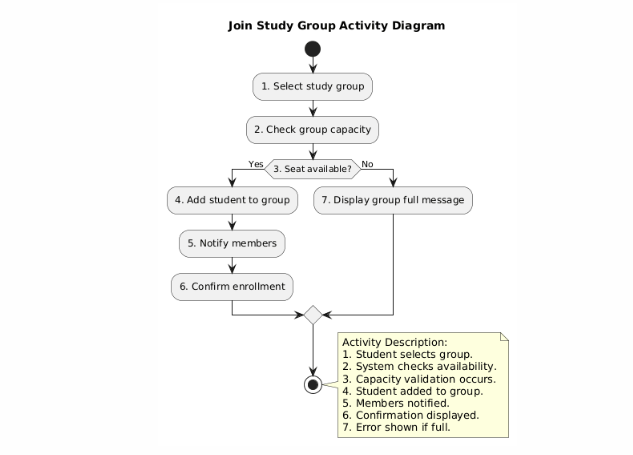 Join Study Group Activity Diagram
1. Select study group
2. Check group capacity
Yes
3. Seat available?
No
4. Add student to group
7. Display group full message
5. Notify members
6. Confirm enrollment
Activity Description:
1. Student selects group.
2. System checks availability.
3. Capacity validation occurs.
4. Student added to group.
5. Members notified.
6. Confirmation displayed.
7. Error shown if full.